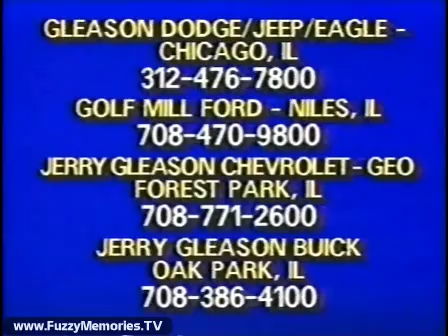 GLEASON DODGE/JEEP/EAGLE -
CHICAGO, IL
312-476-7800
GOLF MILL FORD - NILES, IL
708-470-9800
JERRY GLEASON CHEVROLET - GEO
FOREST PARK, IL
708-771-2600
JERRY GLEASON BUICK
OAK PARK, IL
708-386-4100
www.FuzzyMemories.TV